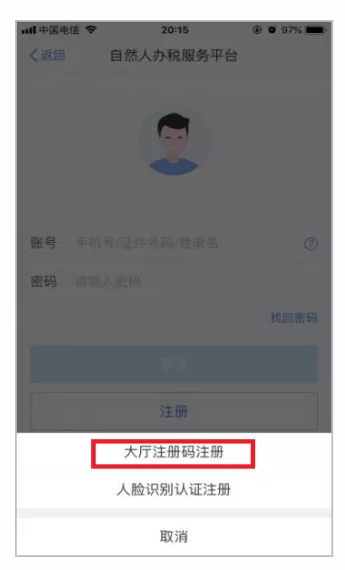 中国电信 20:15 97%
返回 自然人办税服务平台
账号 手机号/证件号码/登录名
密码 请输入密码
找回密码
登录
注册
大厅注册码注册
人脸识别认证注册
取消